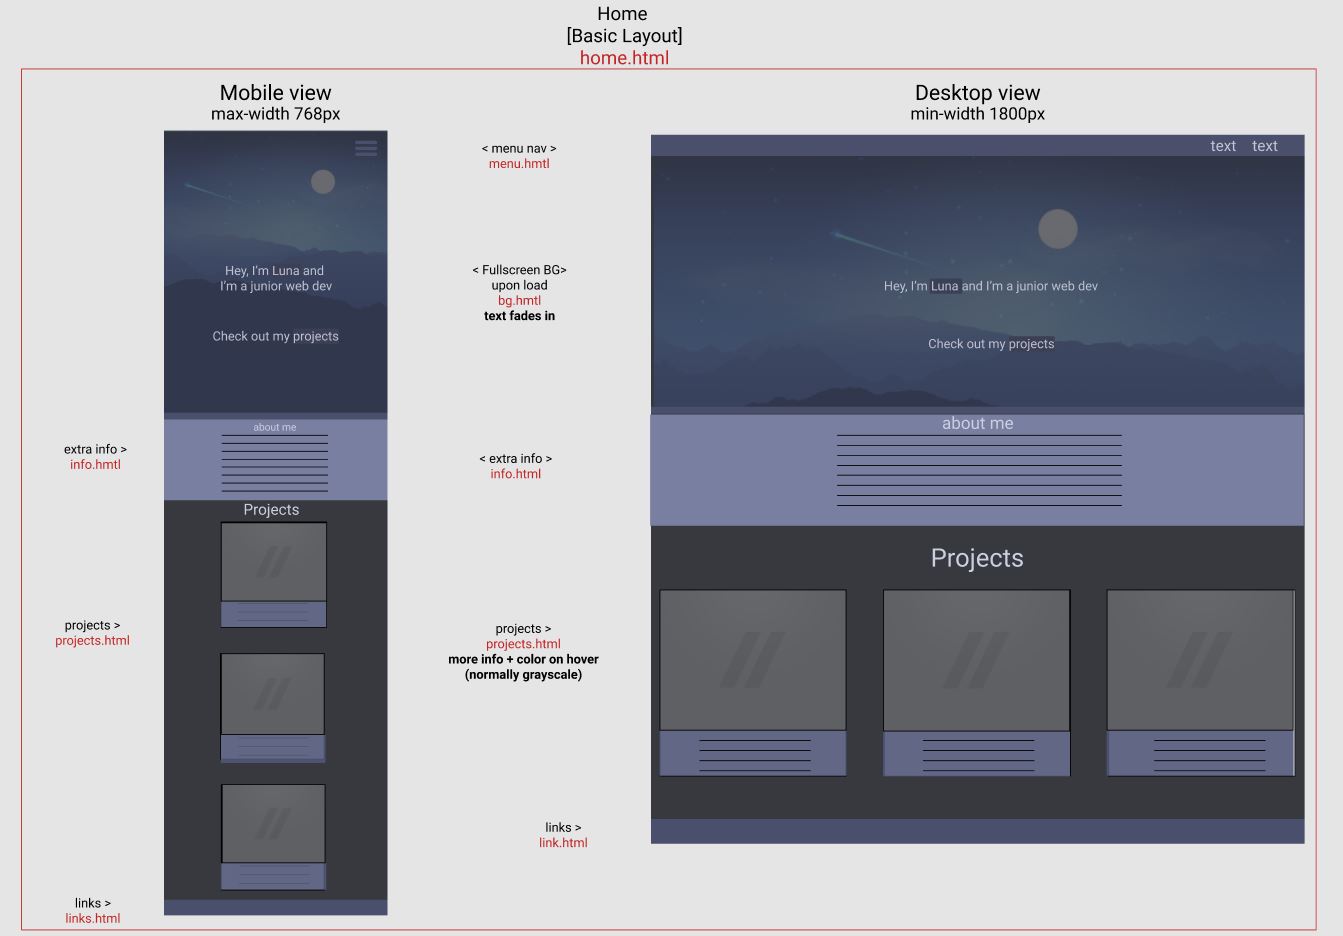 Home
[Basic Layout]
home.html
Mobile view
max-width 768px
Desktop view
min-width 1800px
< menu nav >
menu.hmtl
text text
Hey, I'm Luna and
I'm a junior web dev
Check out my projects
< Fullscreen BG>
upon load
bg.hmtl
text fades in
Hey, I'm Luna and I'm a junior web dev
Check out my projects
extra info >
info.hmtl
about me
< extra info >
info.html
about me
Projects
projects >
projects.html
projects >
projects.html
more info + color on hover
(normally grayscale)
Projects
links >
link.html
links >
links.html